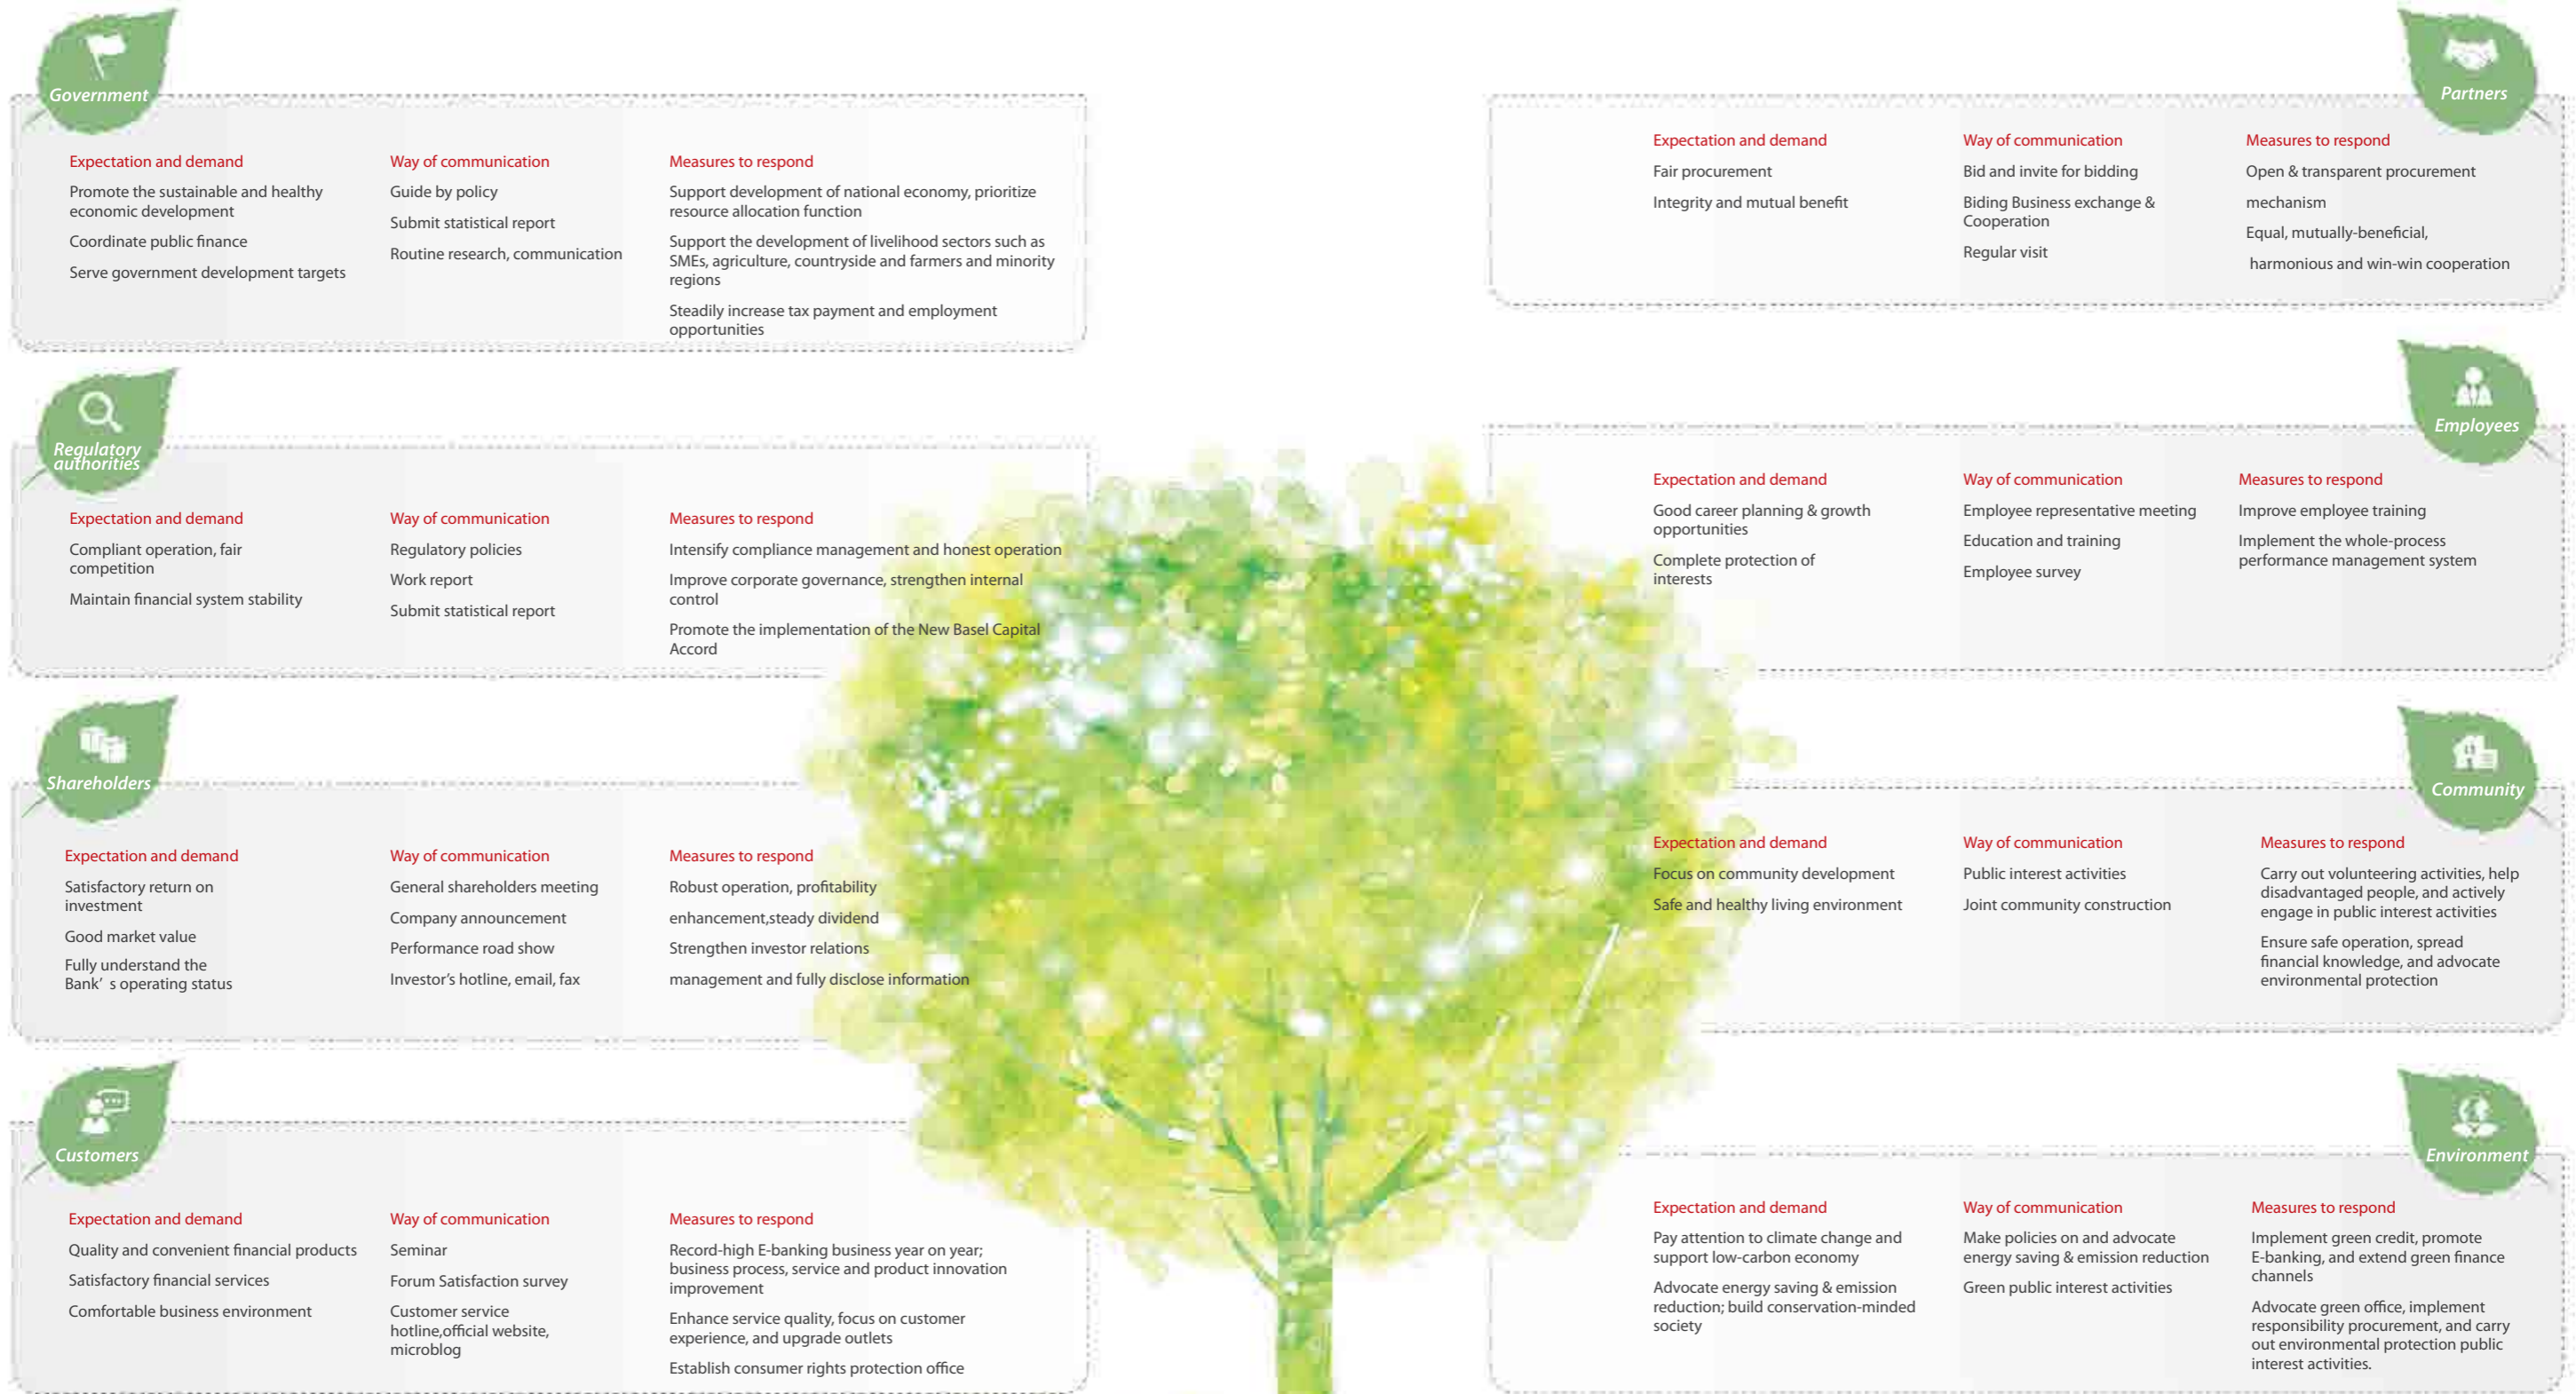 Government
Expectation and demand
Promote the sustainable and healthy
economic development
Coordinate public finance
Serve government development targets
Way of communication
Guide by policy
Submit statistical report
Routine research, communication
Measures to respond
Support development of national economy, prioritize
resource allocation function
Support the development of livelihood sectors such as
SMEs, agriculture, countryside and farmers and minority
regions
Steadily increase tax payment and employment
opportunities
Regulatory
authorities
Expectation and demand
Compliant operation, fair
competition
Maintain financial system stability
Way of communication
Regulatory policies
Work report
Submit statistical report
Measures to respond
Intensify compliance management and honest operation
Improve corporate governance, strengthen internal
control
Promote the implementation of the New Basel Capital
Accord
Shareholders
Expectation and demand
Satisfactory return on
investment
Good market value
Fully understand the
Bank’ s operating status
Way of communication
General shareholders meeting
Company announcement
Performance road show
Investor’s hotline, email, fax
Measures to respond
Robust operation, profitability
enhancement,steady dividend
Strengthen investor relations
management and fully disclose information
Customers
Expectation and demand
Quality and convenient financial products
Satisfactory financial services
Comfortable business environment
Way of communication
Seminar
Forum Satisfaction survey
Customer service
hotline,official website,
microblog
Measures to respond
Record-high E-banking business year on year;
business process, service and product innovation
improvement
Enhance service quality, focus on customer
experience, and upgrade outlets
Establish consumer rights protection office
Partners
Expectation and demand
Fair procurement
Integrity and mutual benefit
Way of communication
Bid and invite for bidding
Biding Business exchange &
Cooperation
Regular visit
Measures to respond
Open & transparent procurement
mechanism
Equal, mutually-beneficial,
harmonious and win-win cooperation
Employees
Expectation and demand
Good career planning & growth
opportunities
Complete protection of
interests
Way of communication
Employee representative meeting
Education and training
Employee survey
Measures to respond
Improve employee training
Implement the whole-process
performance management system
Community
Expectation and demand
Focus on community development
Safe and healthy living environment
Way of communication
Public interest activities
Joint community construction
Measures to respond
Carry out volunteering activities, help
disadvantaged people, and actively
engage in public interest activities
Ensure safe operation, spread
financial knowledge, and advocate
environmental protection
Environment
Expectation and demand
Pay attention to climate change and
support low-carbon economy
Advocate energy saving & emission
reduction; build conservation-minded
society
Way of communication
Make policies on and advocate
energy saving & emission reduction
Green public interest activities
Measures to respond
Implement green credit, promote
E-banking, and extend green finance
channels
Advocate green office, implement
responsibility procurement, and carry
out environmental protection public
interest activities.